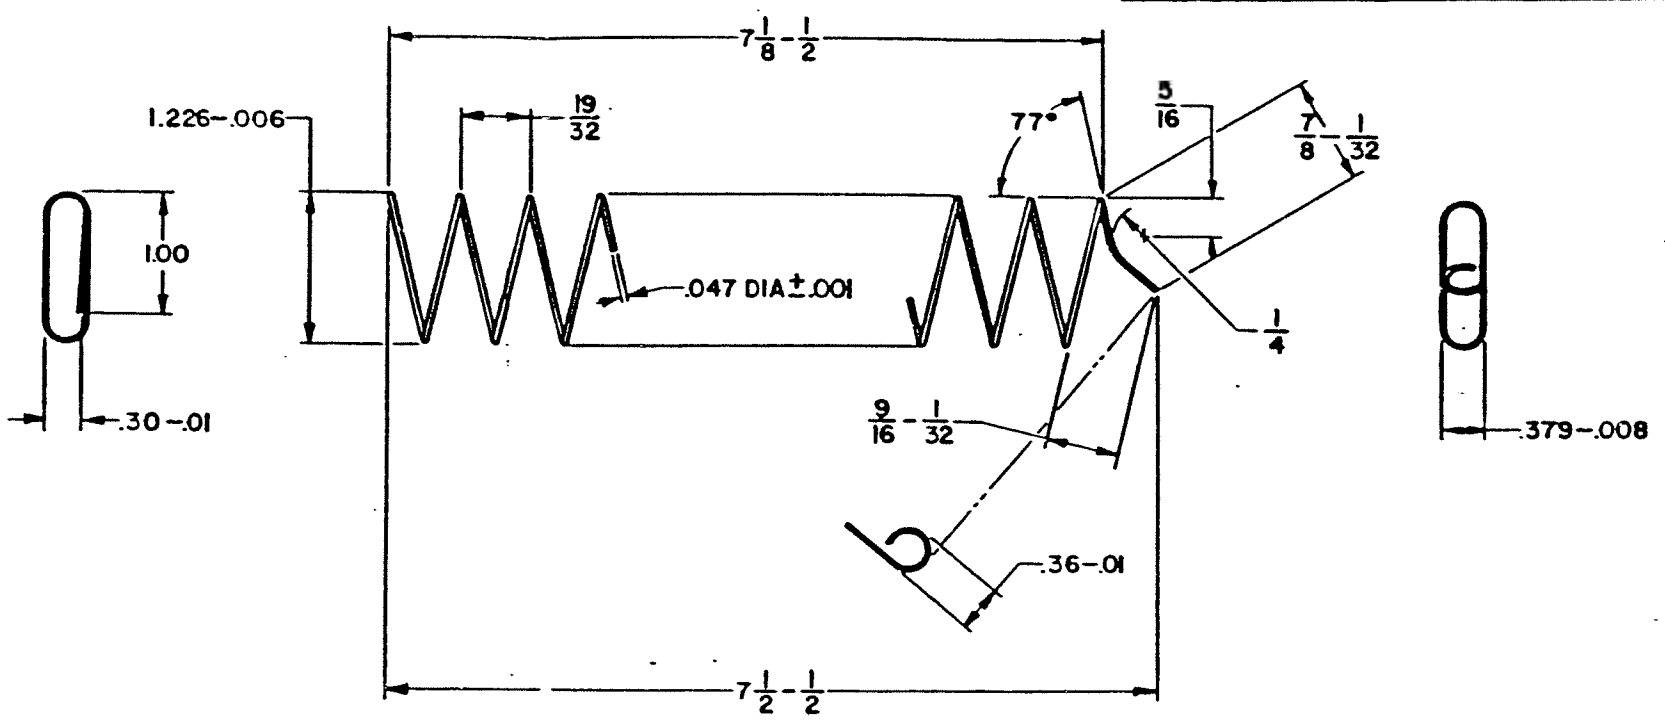 7 1/8 - 1/2
1.226-.006
19/32
77°
5/16
7/8 - 1/32
1.00
.047 DIA±.001
1/4
.30-.01
9/16 - 1/32
.379-.008
.36-.01
7 1/2 - 1/2